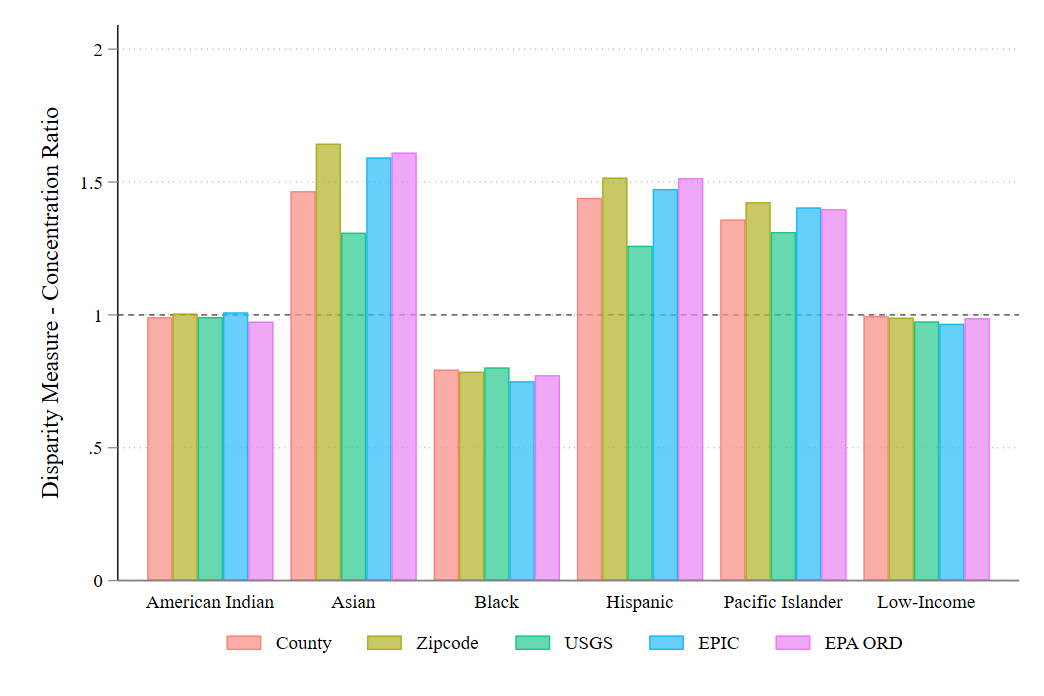 Disparity Measure - Concentration Ratio
2
1.5
1
.5
0
American Indian Asian Black Hispanic Pacific Islander Low-Income
County Zipcode USGS EPIC EPA ORD